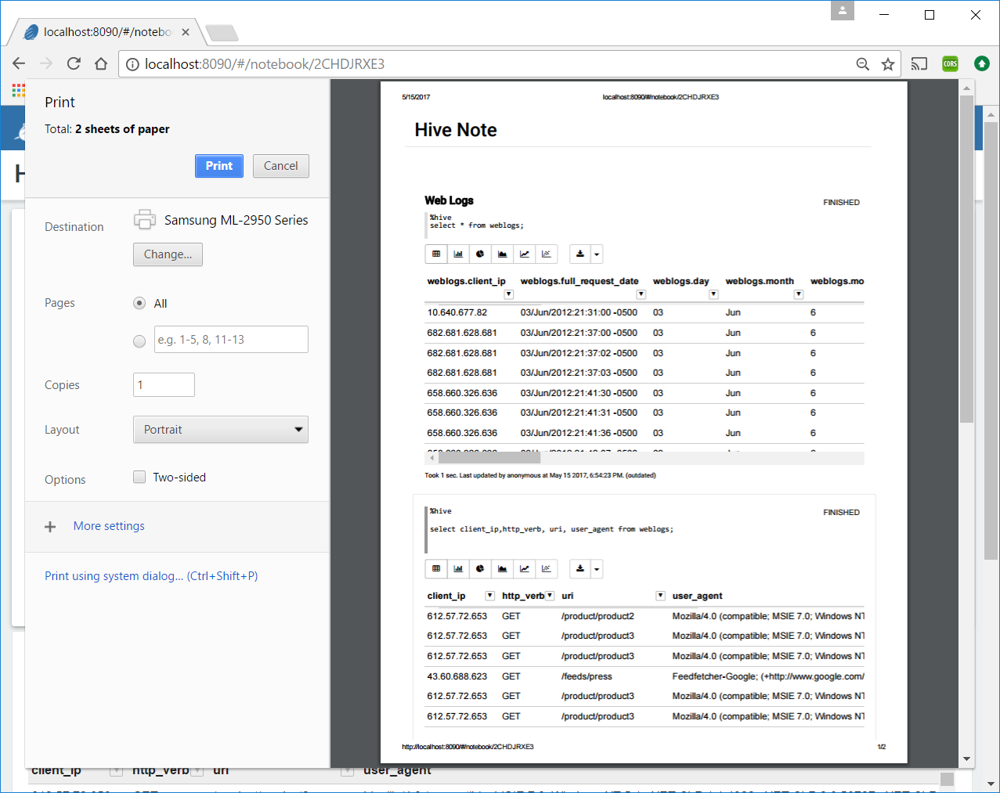 localhost:8090/#/notebo
localhost:8090/#/notebook/2CHDJRXE3
CORS
Print
Total: 2 sheets of paper
Print Cancel
Destination Samsung ML-2950 Series
Change...
Pages All
e.g. 1-5, 8, 11-13
Copies 1
Layout Portrait
Options Two-sided
More settings
Print using system dialog... (Ctrl+Shift+P)
5/15/2017 localhost:8090/#/notebook/2CHDJRXE3
Hive Note
Web Logs FINISHED
%hive
select * from weblogs;
weblogs.client_ip weblogs.full_request_date weblogs.day weblogs.month weblogs.mo
10.640.677.82 03/Jun/2012:21:31:00 -0500 03 Jun 6
682.681.628.681 03/Jun/2012:21:37:00 -0500 03 Jun 6
682.681.628.681 03/Jun/2012:21:37:02 -0500 03 Jun 6
682.681.628.681 03/Jun/2012:21:37:03 -0500 03 Jun 6
658.660.326.636 03/Jun/2012:21:41:30 -0500 03 Jun 6
658.660.326.636 03/Jun/2012:21:41:31 -0500 03 Jun 6
658.660.326.636 03/Jun/2012:21:41:36 -0500 03 Jun 6
Took 1 sec. Last updated by anonymous at May 15 2017, 6:54:23 PM. (outdated)
%hive FINISHED
select client_ip,http_verb, uri, user_agent from weblogs;
client_ip http_verb uri user_agent
612.57.72.653 GET /product/product2 Mozilla/4.0 (compatible; MSIE 7.0; Windows NT
612.57.72.653 GET /product/product3 Mozilla/4.0 (compatible; MSIE 7.0; Windows NT
612.57.72.653 GET /product/product3 Mozilla/4.0 (compatible; MSIE 7.0; Windows NT
43.60.688.623 GET /feeds/press Feedfetcher-Google; (+http://www.google.com/
612.57.72.653 GET /product/product3 Mozilla/4.0 (compatible; MSIE 7.0; Windows NT
612.57.72.653 GET /product/product3 Mozilla/4.0 (compatible; MSIE 7.0; Windows NT
http://localhost:8090/#/notebook/2CHDJRXE3 1/2
client_ip http_verb uri user_agent